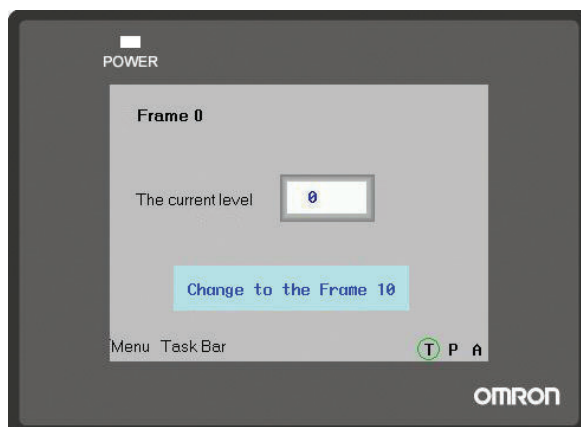 POWER
Frame 0
The current level 0
Change to the Frame 10
Menu Task Bar T P A
OMRON